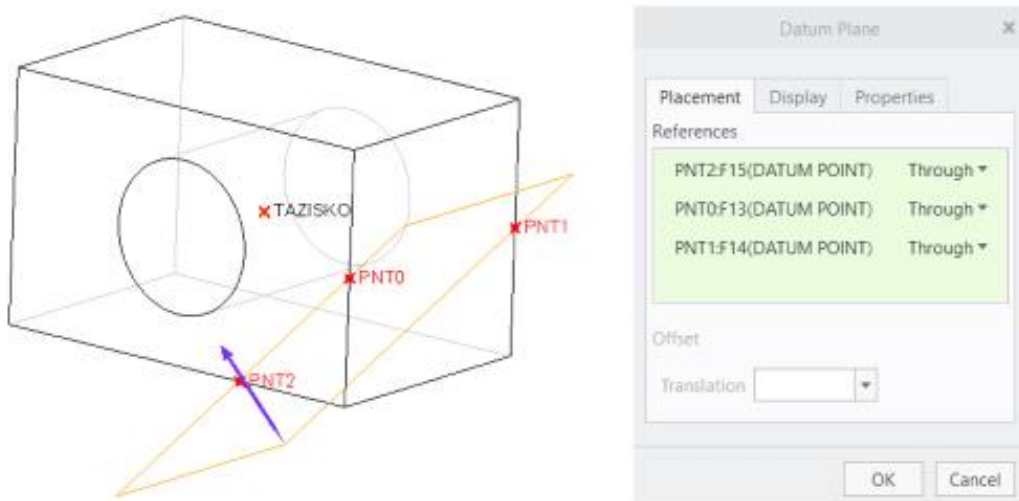 Datum Plane
Placement Display Properties
References
PNT2:F15(DATUM POINT) Through
PNT0:F13(DATUM POINT) Through
PNT1:F14(DATUM POINT) Through
Offset
Translation
OK Cancel
TAZISKO
PNT1
PNT0
PNT2